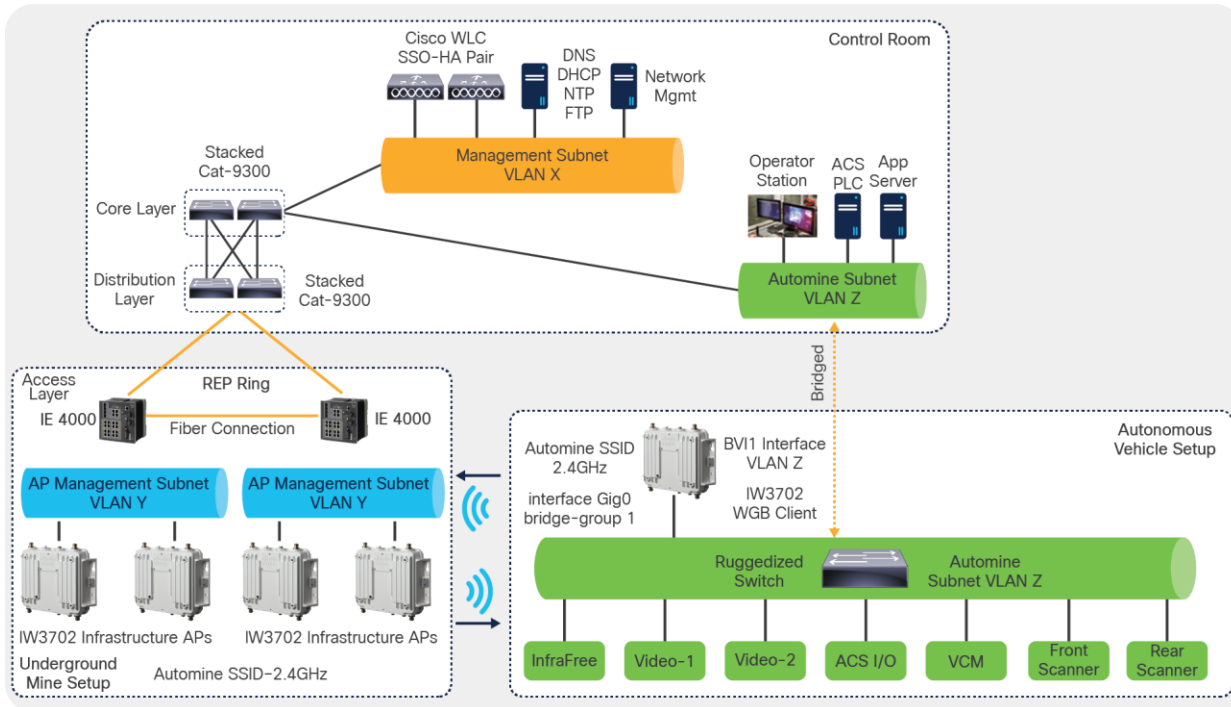 Control Room
Cisco WLC
SSO-HA Pair
DNS
DHCP
NTP
FTP
Network
Mgmt
Management Subnet
VLAN X
Stacked
Cat-9300
Core Layer
Distribution
Layer
Stacked
Cat-9300
Operator
Station
ACS
PLC
App
Server
Automine Subnet
VLAN Z
Bridged
Access
Layer
REP Ring
IE 4000
IE 4000
Fiber Connection
AP Management Subnet
VLAN Y
AP Management Subnet
VLAN Y
IW3702 Infrastructure APs
IW3702 Infrastructure APs
Underground
Mine Setup
Automine SSID-2.4GHz
Autonomous
Vehicle Setup
Automine SSID
2.4GHz
interface Gig0
bridge-group 1
BVI1 Interface
VLAN Z
IW3702
WGB Client
Ruggedized
Switch
Automine
Subnet VLAN Z
InfraFree
Video-1
Video-2
ACS I/O
VCM
Front
Scanner
Rear
Scanner